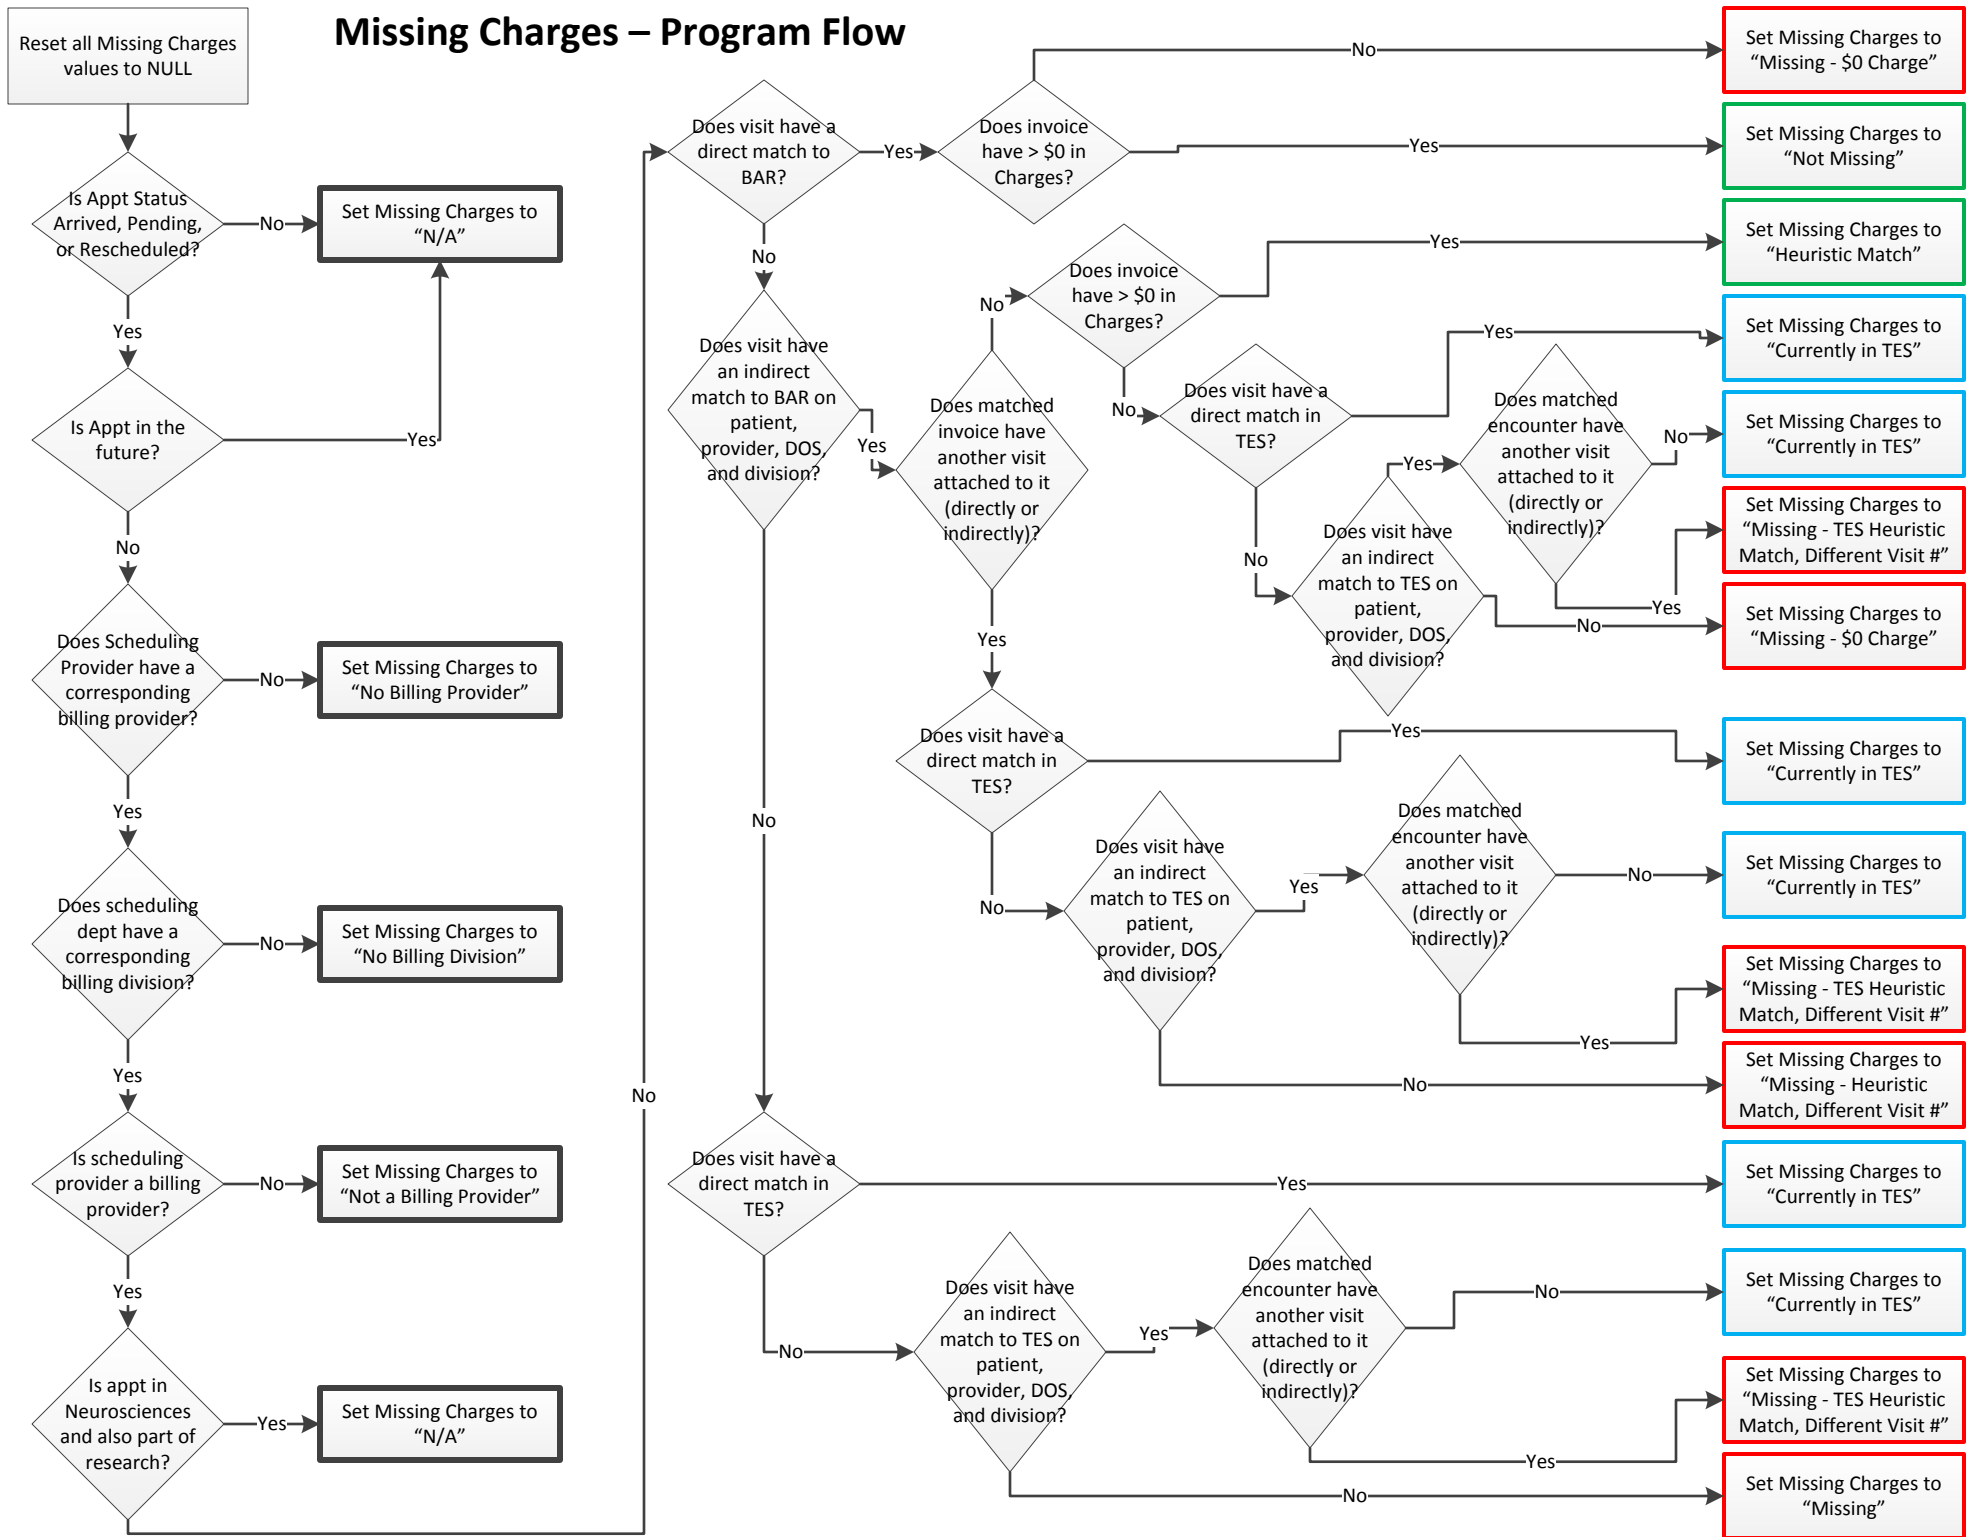 Missing Charges – Program Flow
Reset all Missing Charges
values to NULL
Is Appt Status
Arrived, Pending,
or Rescheduled?
No
Set Missing Charges to
“N/A”
Yes
Is Appt in the
future?
Yes
No
Does Scheduling
Provider have a
corresponding
billing provider?
No
Set Missing Charges to
“No Billing Provider”
Yes
Does scheduling
dept have a
corresponding
billing division?
No
Set Missing Charges to
“No Billing Division”
Yes
Is scheduling
provider a billing
provider?
No
Set Missing Charges to
“Not a Billing Provider”
Yes
Is appt in
Neurosciences
and also part of
research?
Yes
Set Missing Charges to
“N/A”
No
Does visit have a
direct match to
BAR?
Yes
Does invoice
have > $0 in
Charges?
No
Set Missing Charges to
“Missing - $0 Charge”
Yes
Set Missing Charges to
“Not Missing”
No
Does visit have
an indirect
match to BAR on
patient,
provider, DOS,
and division?
Yes
Does matched
invoice have
another visit
attached to it
(directly or
indirectly)?
No
Does invoice
have > $0 in
Charges?
Yes
Set Missing Charges to
“Heuristic Match”
No
Does visit have a
direct match in
TES?
Yes
Set Missing Charges to
“Currently in TES”
No
Does visit have
an indirect
match to TES on
patient,
provider, DOS,
and division?
Yes
Does matched
encounter have
another visit
attached to it
(directly or
indirectly)?
No
Set Missing Charges to
“Currently in TES”
Yes
Set Missing Charges to
“Missing - TES Heuristic
Match, Different Visit #”
No
Set Missing Charges to
“Missing - $0 Charge”
Yes
Does visit have a
direct match in
TES?
Yes
Set Missing Charges to
“Currently in TES”
No
Does visit have
an indirect
match to TES on
patient,
provider, DOS,
and division?
Yes
Does matched
encounter have
another visit
attached to it
(directly or
indirectly)?
No
Set Missing Charges to
“Currently in TES”
Yes
Set Missing Charges to
“Missing - TES Heuristic
Match, Different Visit #”
No
Set Missing Charges to
“Missing - Heuristic
Match, Different Visit #”
No
Does visit have a
direct match in
TES?
Yes
Set Missing Charges to
“Currently in TES”
No
Does visit have
an indirect
match to TES on
patient,
provider, DOS,
and division?
Yes
Does matched
encounter have
another visit
attached to it
(directly or
indirectly)?
No
Set Missing Charges to
“Currently in TES”
Yes
Set Missing Charges to
“Missing - TES Heuristic
Match, Different Visit #”
No
Set Missing Charges to
“Missing”